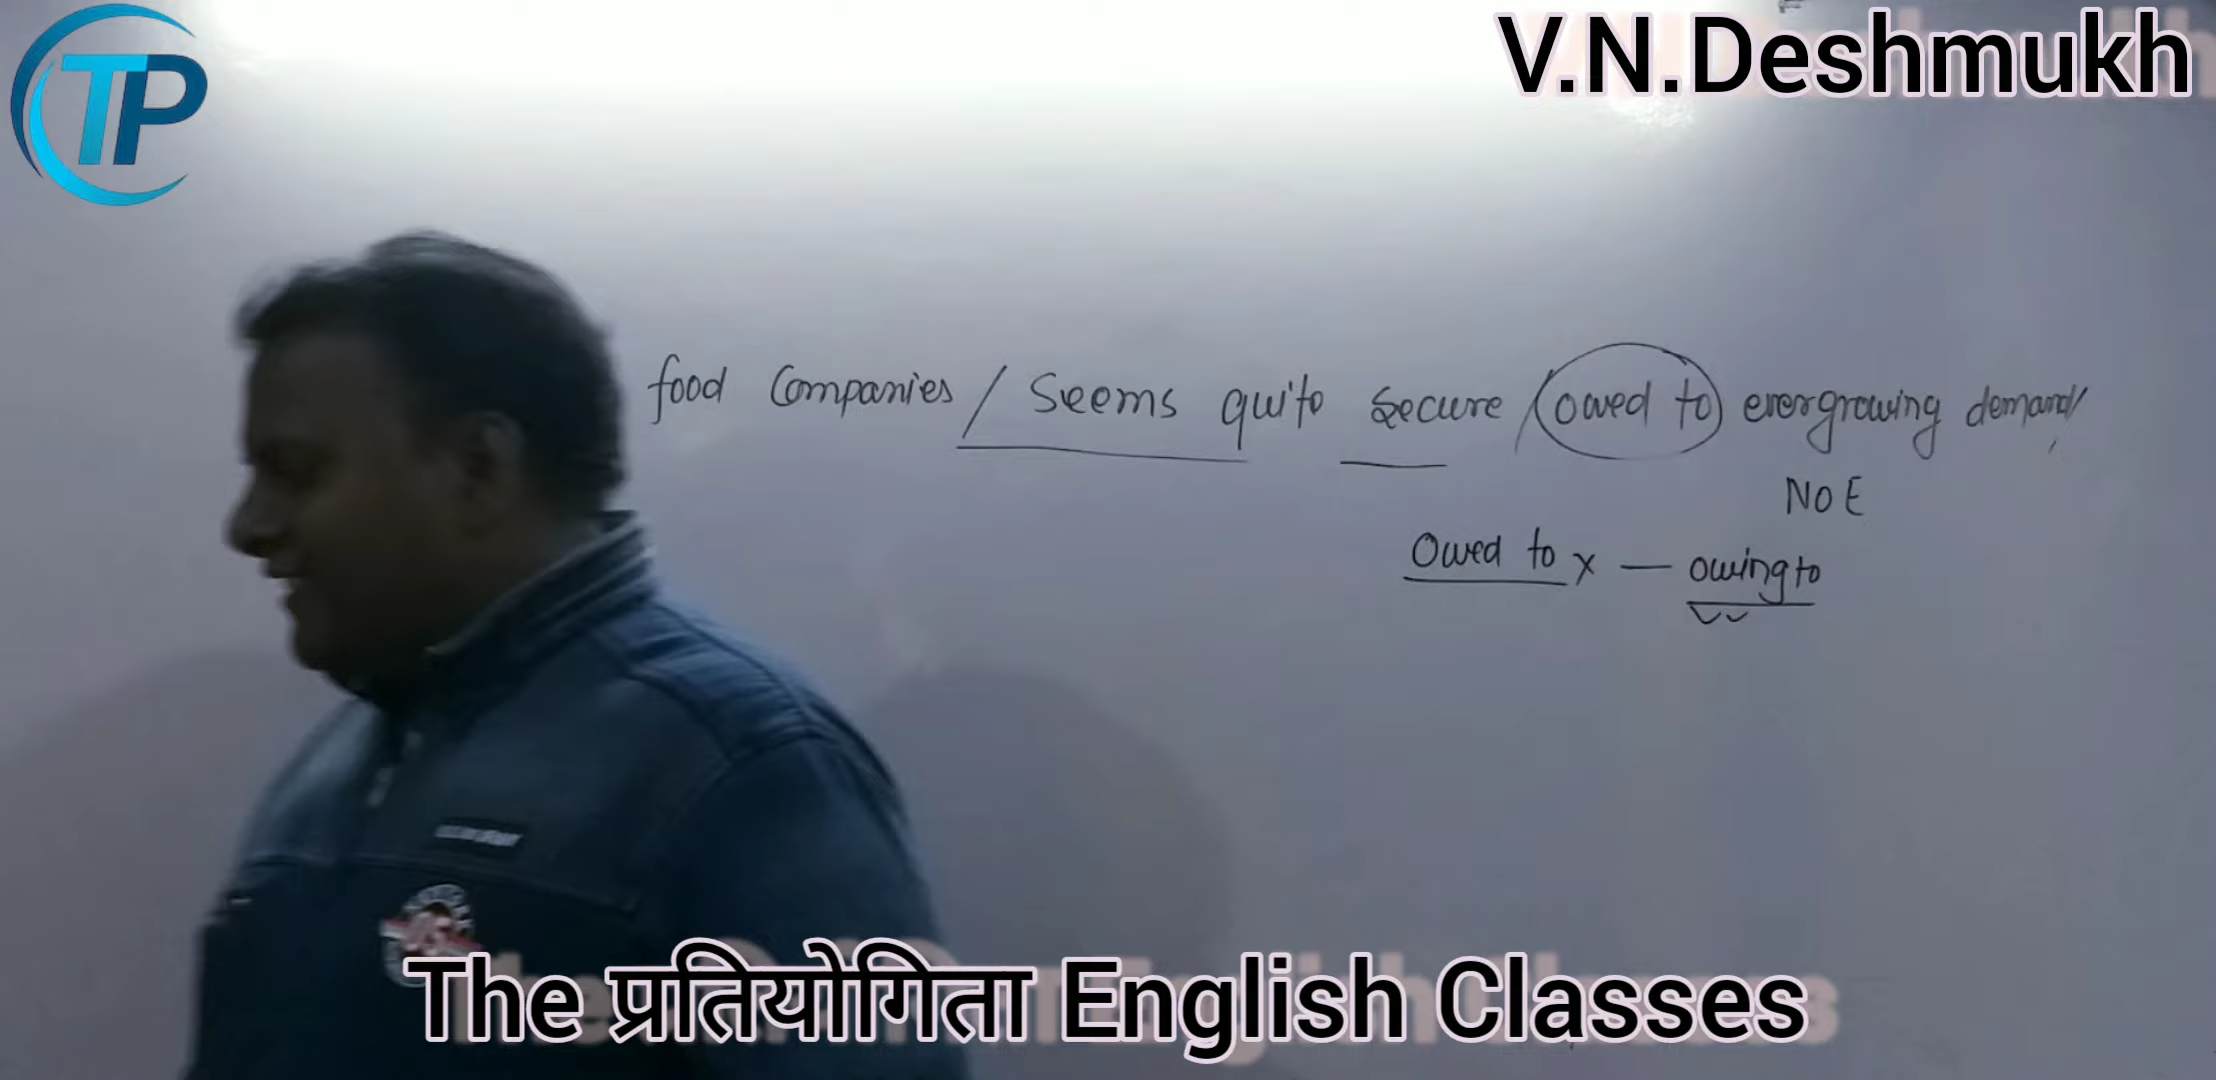 TP
V.N.Deshmukh
food Companies / Seems quite secure / owed to evergrowing demand/
NO E
Owed to x — owing to
The प्रतियोगिता English Classes